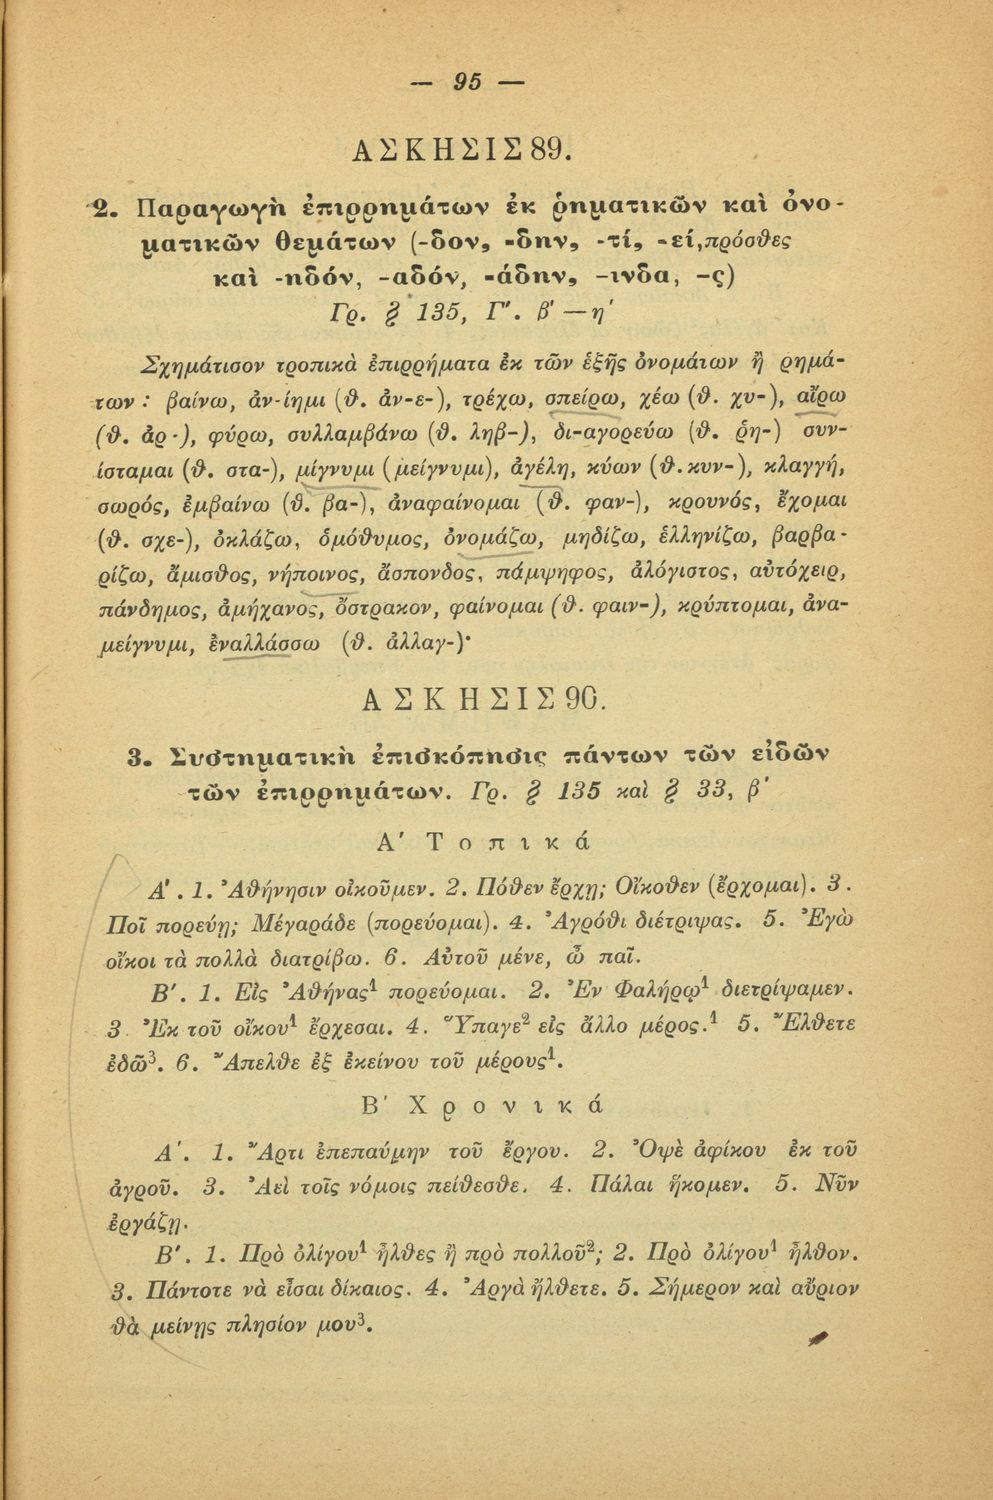 — 95 —
ΑΣΚΗΣΙΣ 89.
2. Παραγωγὴ ἐπιρρημάτων ἐκ ῥηματικῶν καὶ ὀνο-
ματικῶν θεμάτων (-δον, -δην, -τί, -εί, πρόσθες
καὶ -ηδόν, -αδόν, -άδην, -ινδα, -ς)
Γρ. § 135, Γ'. β' — η'
Σχημάτισον τροπικὰ ἐπιρρήματα ἐκ τῶν ἑξῆς ὀνομάτων ἢ ρημά-
των : βαίνω, ἀν-ίημι (θ. ἀν-ε-), τρέχω, σπείρω, χέω (θ. χυ-), αἴρω
(θ. ἀρ-), φύρω, συλλαμβάνω (θ. ληβ-), δι-αγορεύω (θ. ῥη-) συν-
ίσταμαι (θ. στα-), μίγνυμι (μείγνυμι), ἀγέλη, κύων (θ. κυν-), κλαγγή,
σωρός, ἐμβαίνω (θ. βα-), ἀναφαίνομαι (θ. φαν-), κρουνός, ἔχομαι
(θ. σχε-), ὀκλάζω, ὁμόθυμος, ὀνομάζω, μηδίζω, ἑλληνίζω, βαρβα-
ρίζω, ἄμισθος, νήποινος, ἄσπονδος, πάμψηφος, ἀλόγιστος, αὐτόχειρ,
πάνδημος, ἀμήχανος, ὄστρακον, φαίνομαι (θ. φαιν-), κρύπτομαι, ἀνα-
μείγνυμι, ἐναλλάσσω (θ. ἀλλαγ-)·
ΑΣΚΗΣΙΣ 90.
3. Συστηματικὴ ἐπισκόπησις πάντων τῶν εἰδῶν
τῶν ἐπιρρημάτων. Γρ. § 135 καὶ § 33, β'
Α' Τοπικά
Α'. 1. Ἀθήνησιν οἰκοῦμεν. 2. Πόθεν ἔρχῃ; Οἴκοθεν (ἔρχομαι). 3.
Ποῖ πορεύῃ; Μέγαράδε (πορεύομαι). 4. Ἀγρόθι διέτριψας. 5. Ἐγὼ
οἴκοι τὰ πολλὰ διατρίβω. 6. Αὐτοῦ μένε, ὦ παῖ.
Β'. 1. Εἰς Ἀθήνας¹ πορεύομαι. 2. Ἐν Φαλήρῳ¹ διετρίψαμεν.
3. Ἐκ τοῦ οἴκου¹ ἔρχεσαι. 4. Ὕπαγε² εἰς ἄλλο μέρος.¹ 5. Ἔλθετε
ἐδῶ³. 6. Ἄπελθε ἐξ ἐκείνου τοῦ μέρους¹.
Β' Χρονικά
Α'. 1. Ἄρτι ἐπεπαύμην τοῦ ἔργου. 2. Ὀψὲ ἀφίκου ἐκ τοῦ
ἀγροῦ. 3. Ἀεὶ τοῖς νόμοις πείθεσθε. 4. Πάλαι ἥκομεν. 5. Νῦν
ἐργάζῃ.
Β'. 1. Πρὸ ὀλίγου¹ ἦλθες ἢ πρὸ πολλοῦ²; 2. Πρὸ ὀλίγου¹ ἦλθον.
3. Πάντοτε νὰ εἶσαι δίκαιος. 4. Ἀργὰ ἤλθετε. 5. Σήμερον καὶ αὔριον
θὰ μείνῃς πλησίον μου³.